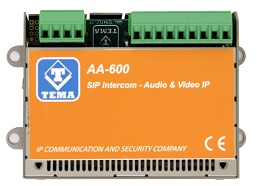 TEMA
T
TEMA
AA-600
SIP Intercom - Audio & Video IP
IP COMMUNICATION AND SECURITY COMPANY
CE